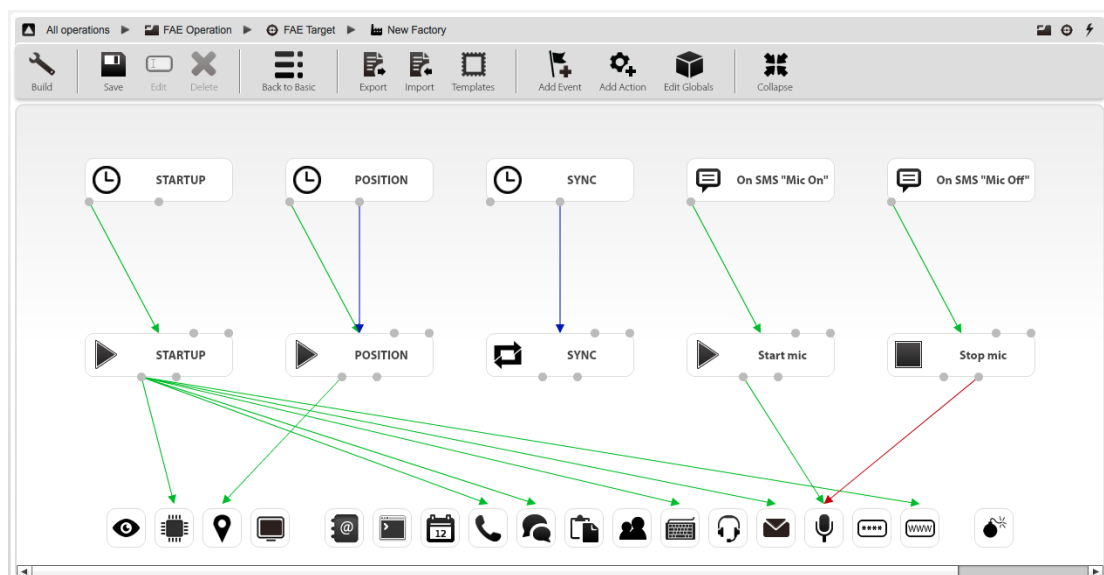 All operations ▶ FAE Operation ▶ FAE Target ▶ New Factory
Build Save Edit Delete Back to Basic Export Import Templates Add Event Add Action Edit Globals Collapse
STARTUP POSITION SYNC On SMS "Mic On" On SMS "Mic Off"
STARTUP POSITION SYNC Start mic Stop mic
@ 12 **** WWW